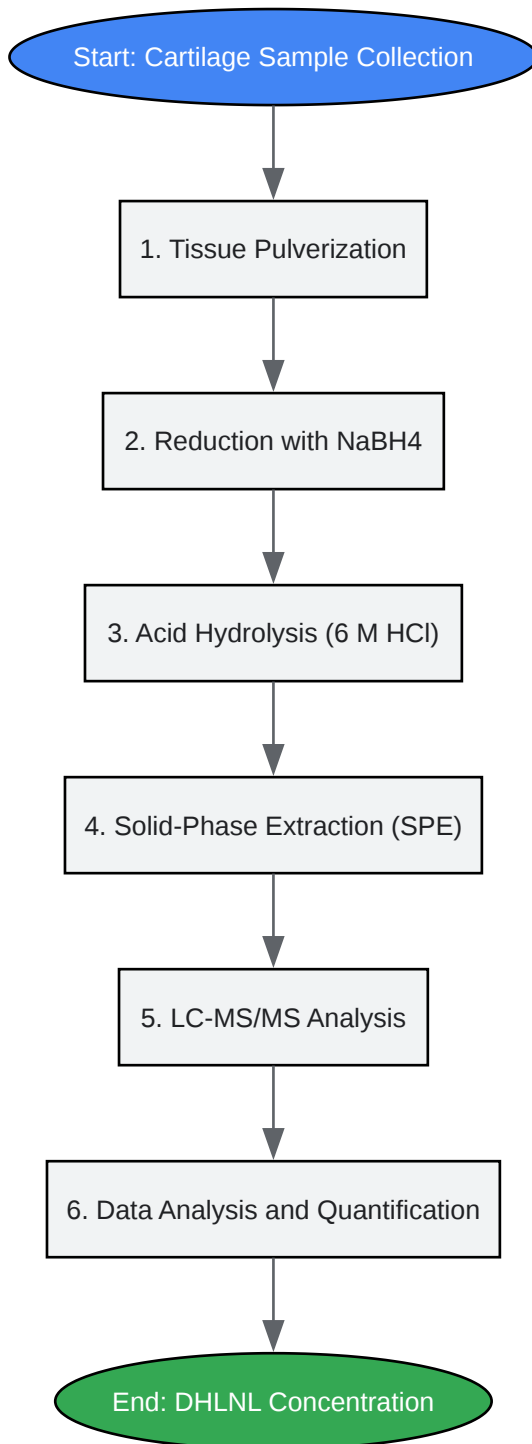 Start: Cartilage Sample Collection
1. Tissue Pulverization
2. Reduction with NaBH4
3. Acid Hydrolysis (6 M HCl)
4. Solid-Phase Extraction (SPE)
5. LC-MS/MS Analysis
6. Data Analysis and Quantification
End: DHLNL Concentration